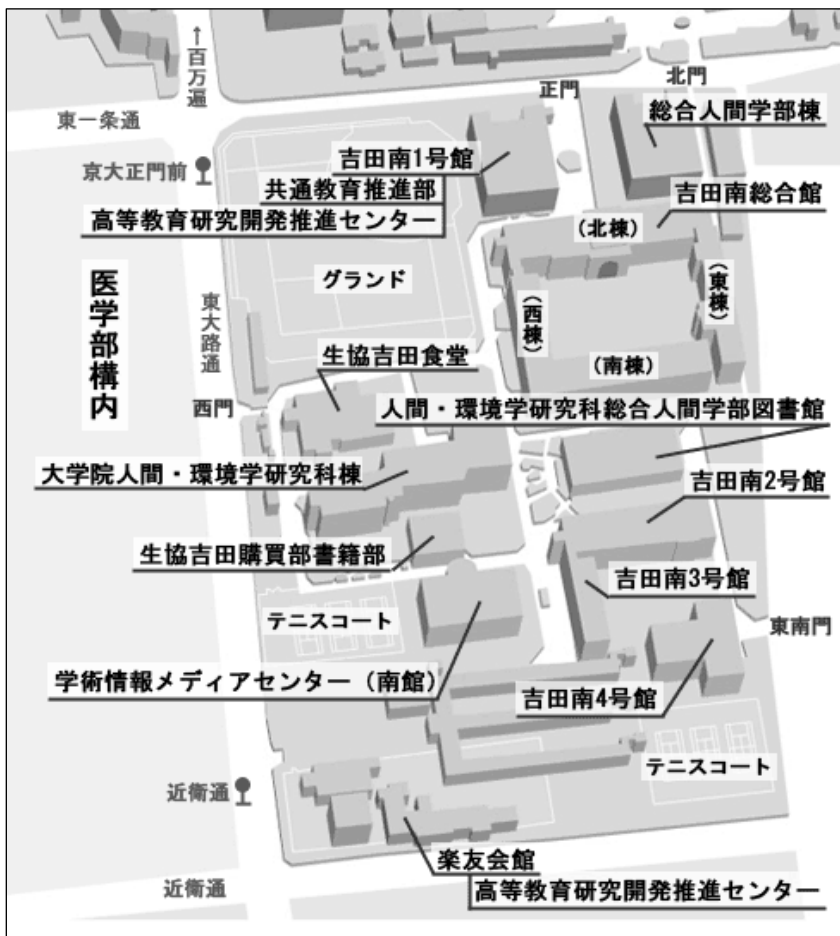 ↑百万遍
正門
北門
東一条通
総合人間学部棟
京大正門前
吉田南1号館
共通教育推進部
高等教育研究開発推進センター
吉田南総合館
(北棟)
医学部構内
東大路通
グランド
(西棟)
(東棟)
生協吉田食堂
(南棟)
西門
人間・環境学研究科総合人間学部図書館
大学院人間・環境学研究科棟
吉田南2号館
生協吉田購買部書籍部
吉田南3号館
テニスコート
東南門
学術情報メディアセンター(南館)
吉田南4号館
テニスコート
近衛通
楽友会館
近衛通
高等教育研究開発推進センター